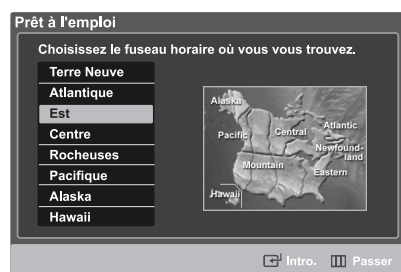 Prêt à l'emploi
Choisissez le fuseau horaire où vous vous trouvez.
Terre Neuve
Atlantique
Est
Centre
Rocheuses
Pacifique
Alaska
Hawaii
Alaska
Pacific
Central
Atlantic
Newfound-
land
Mountain
Eastern
Hawaii
Intro.
Passer